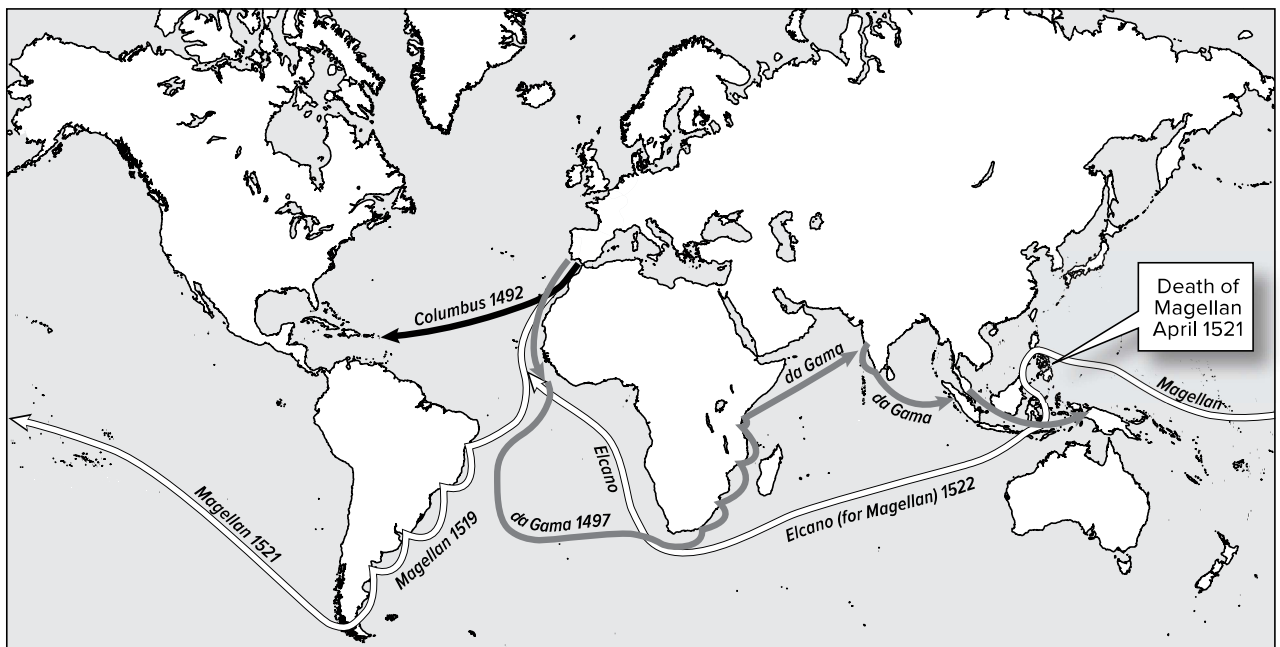 Columbus 1492
Death of
Magellan
April 1521
da Gama
da Gama
Magellan
Elcano
Magellan 1521
Magellan 1519
da Gama 1497
Elcano (for Magellan) 1522